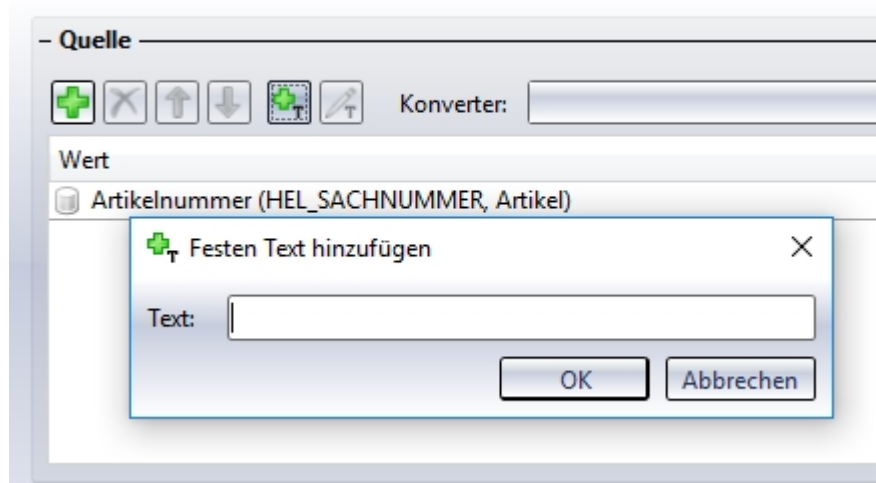 Quelle
Konverter:
Wert
Artikelnummer (HEL_SACHNUMMER, Artikel)
T Festen Text hinzufügen
Text:
OK Abbrechen